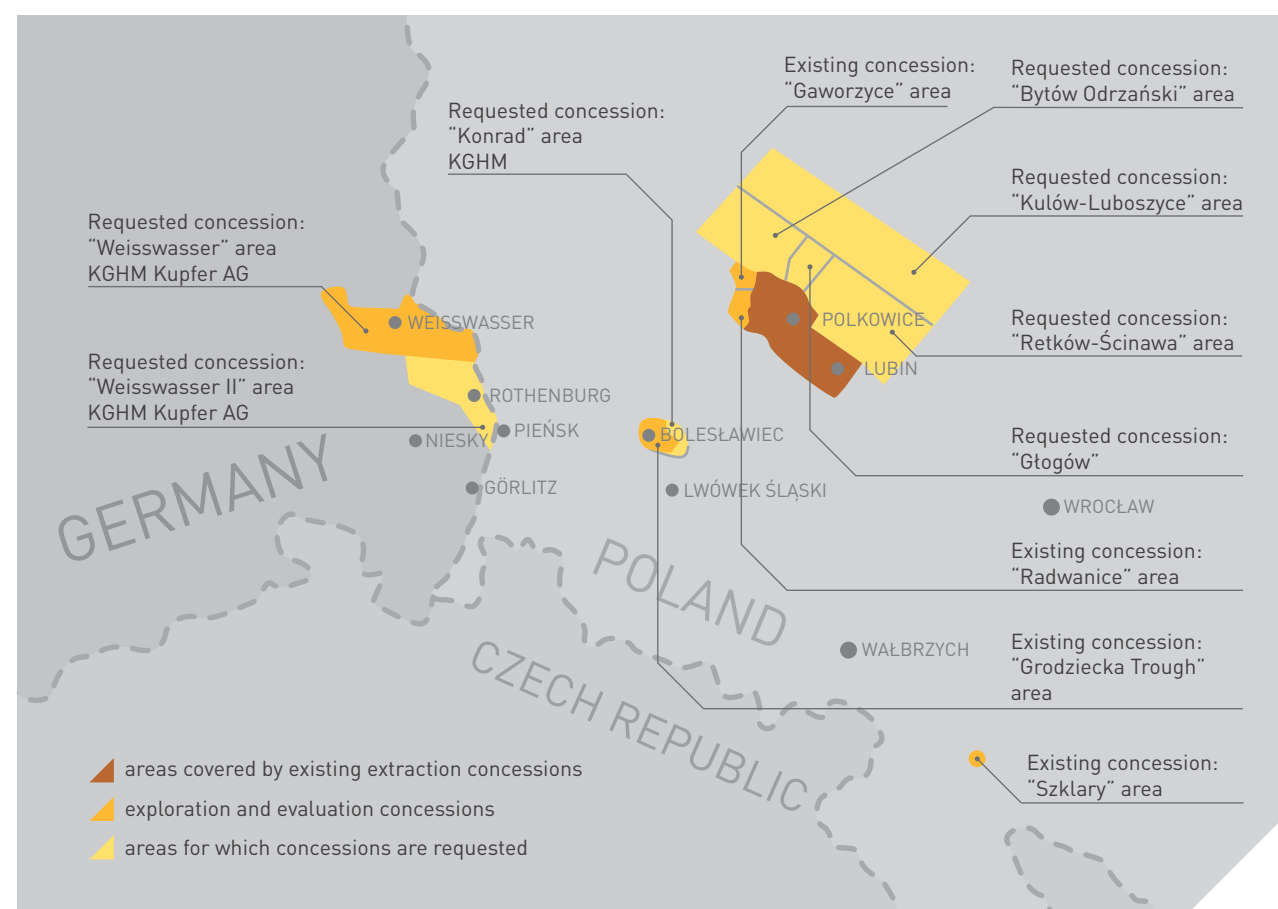 Existing concession:
“Gaworzyce” area
Requested concession:
“Bytów Odrzański” area
Requested concession:
“Konrad” area
KGHM
Requested concession:
“Kulów-Luboszyce” area
Requested concession:
“Weisswasser” area
KGHM Kupfer AG
WEISSWASSER
POLKOWICE
Requested concession:
“Retków-Ścinawa” area
Requested concession:
“Weisswasser II” area
KGHM Kupfer AG
LUBIN
ROTHENBURG
PIEŃSK
NIESKY
BOLESŁAWIEC
Requested concession:
“Głogów”
GÖRLITZ
LWÓWEK ŚLĄSKI
WROCŁAW
GERMANY
POLAND
CZECH REPUBLIC
Existing concession:
“Radwanice” area
WAŁBRZYCH
Existing concession:
“Grodziecka Trough”
area
Existing concession:
“Szklary” area
areas covered by existing extraction concessions
exploration and evaluation concessions
areas for which concessions are requested